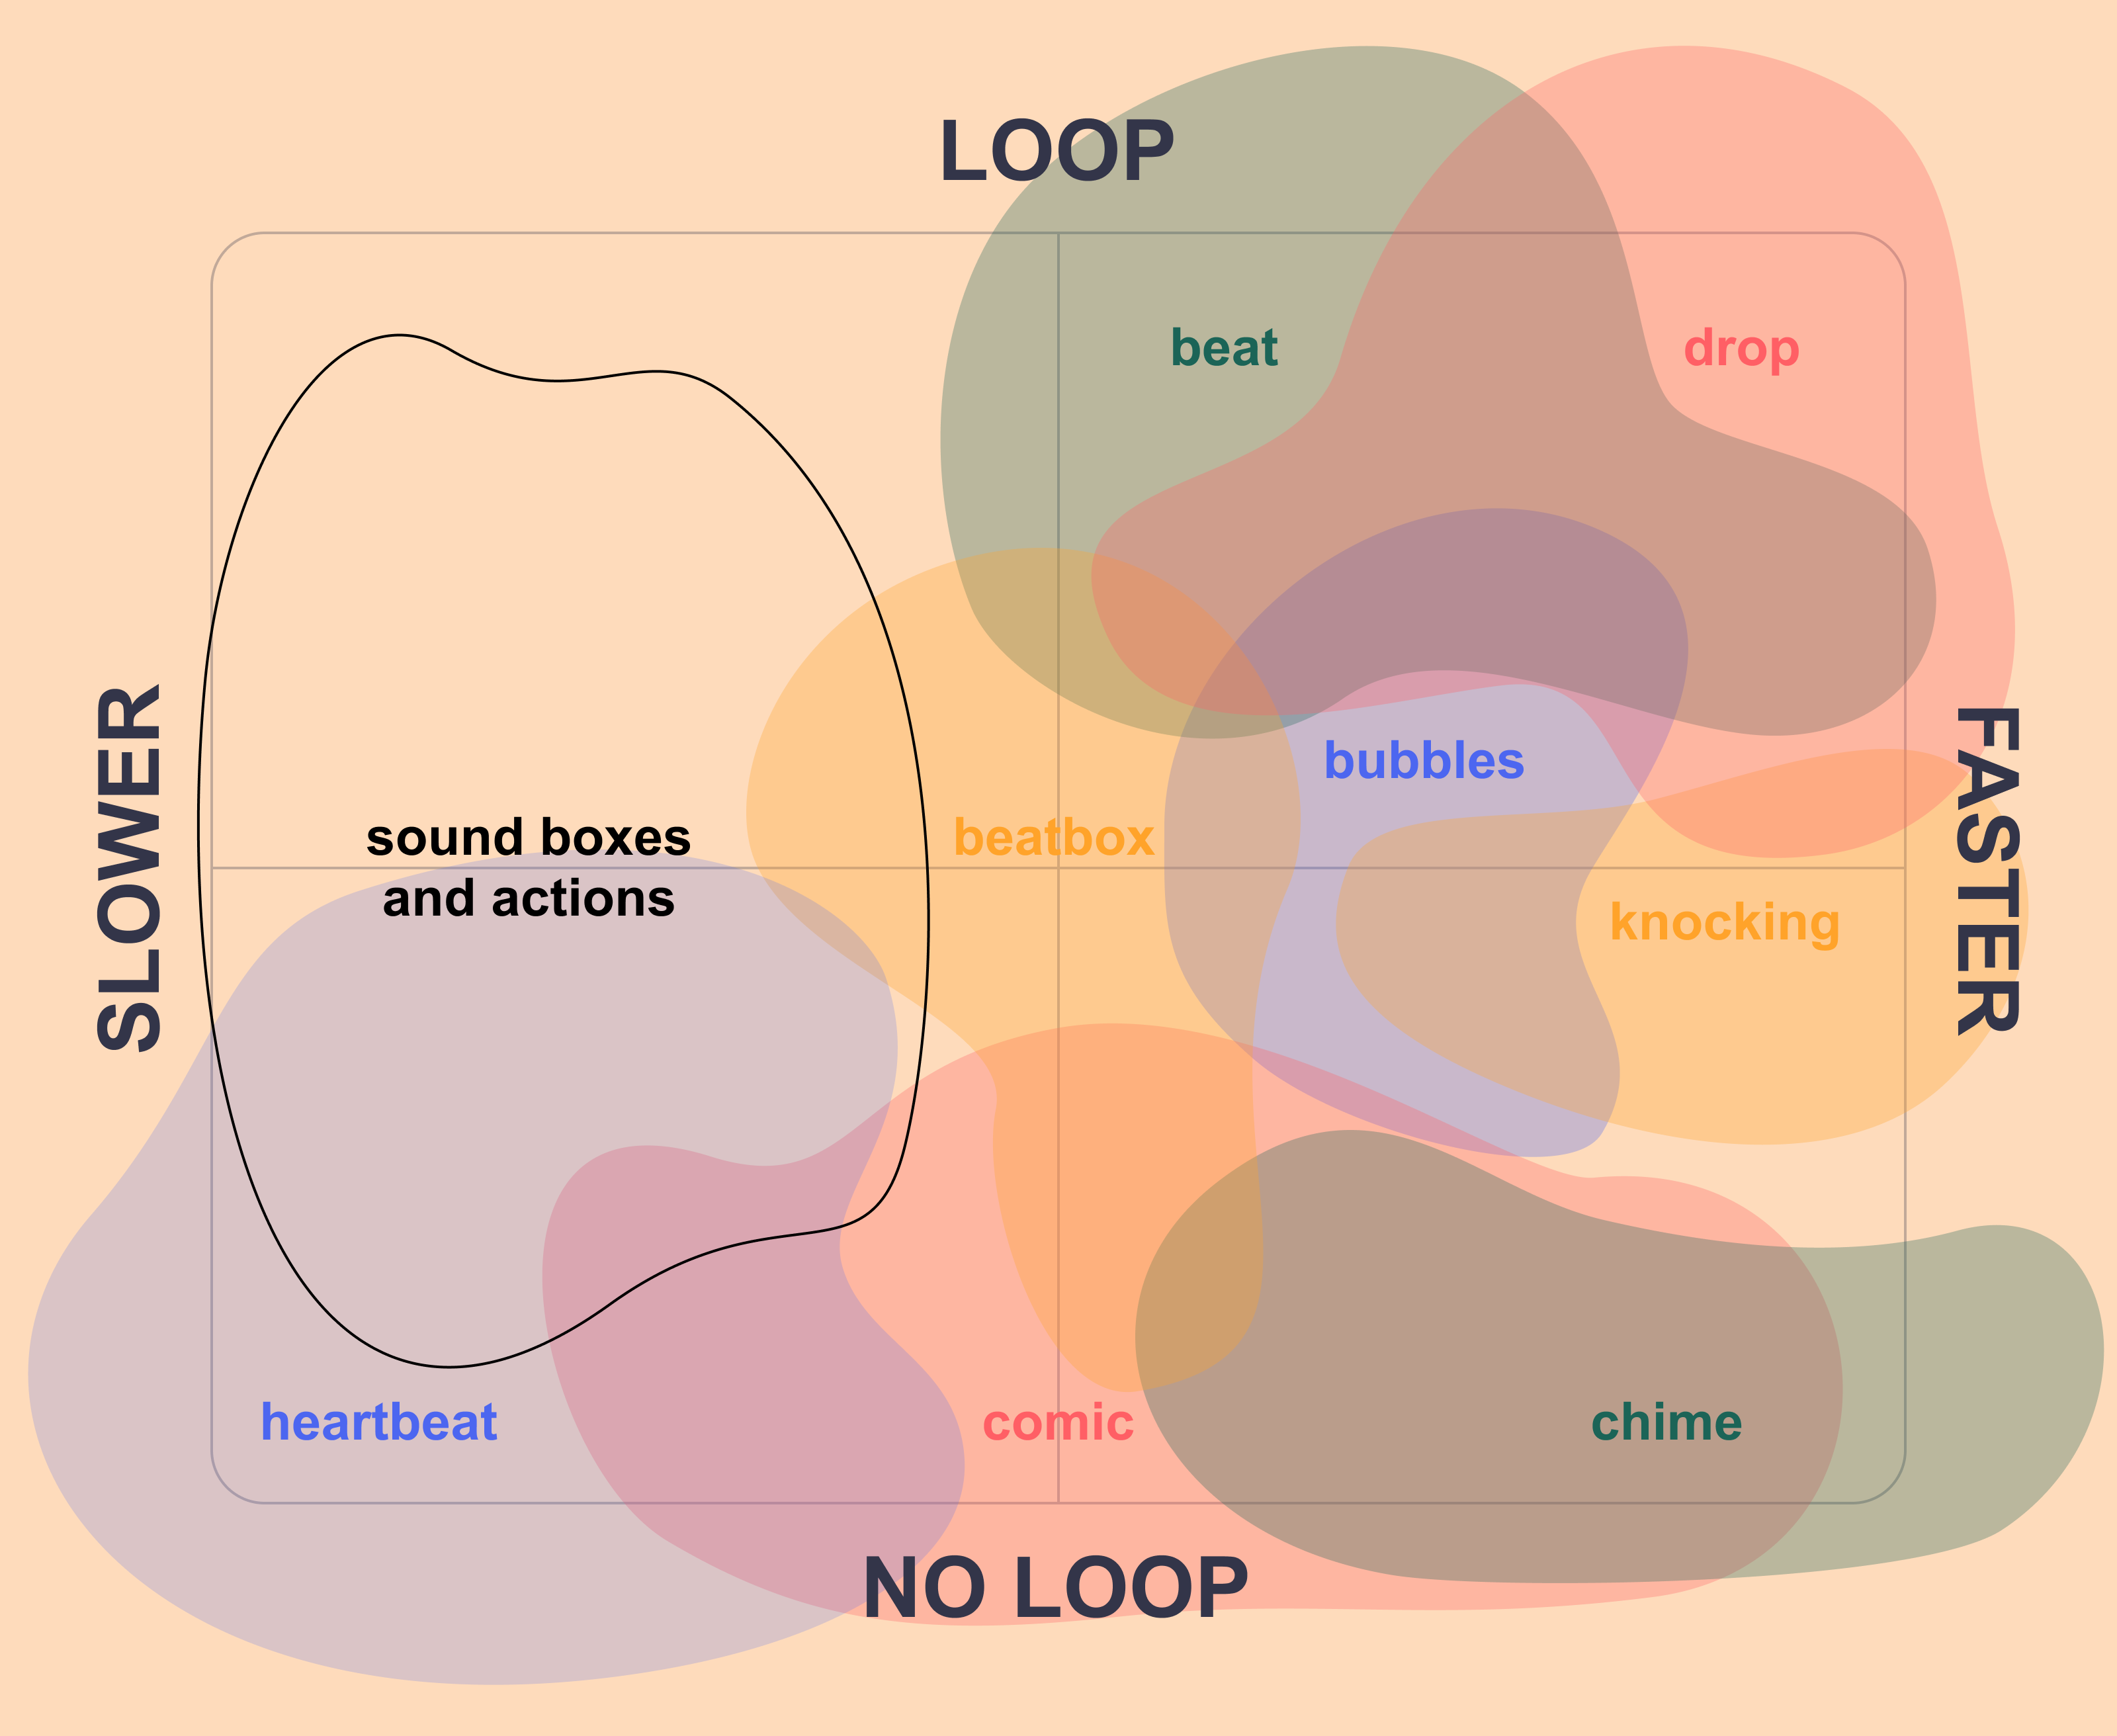 LOOP
beat
drop
SLOWER
FASTER
bubbles
sound boxes
and actions
beatbox
knocking
heartbeat
comic
chime
NO LOOP